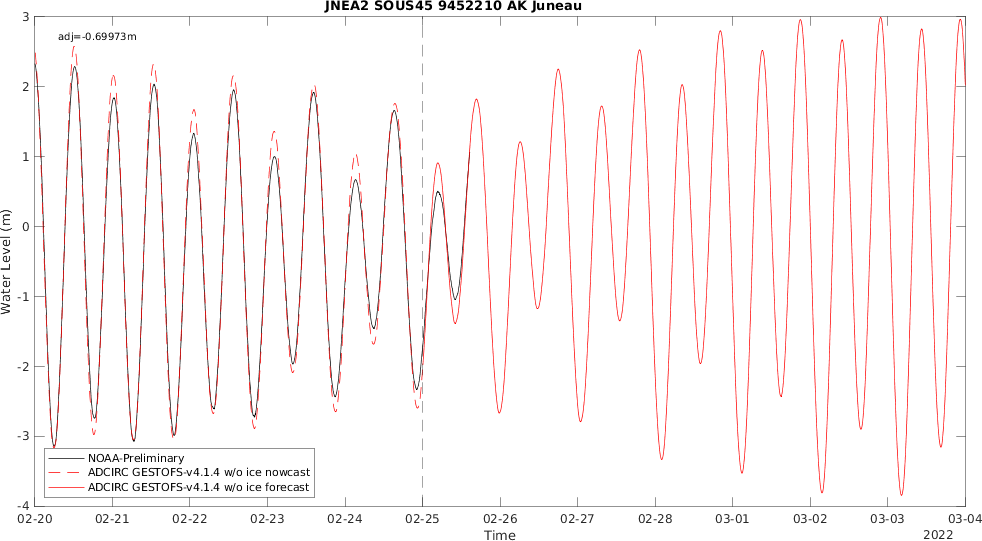 JNEA2 SOUS45 9452210 AK Juneau
adj=-0.69973m
3
2
1
0
-1
-2
-3
-4
Water Level (m)
NOAA-Preliminary
ADCIRC GESTOFS-v4.1.4 w/o ice nowcast
ADCIRC GESTOFS-v4.1.4 w/o ice forecast
02-20 02-21 02-22 02-23 02-24 02-25 02-26 02-27 02-28 03-01 03-02 03-03 03-04
Time
2022